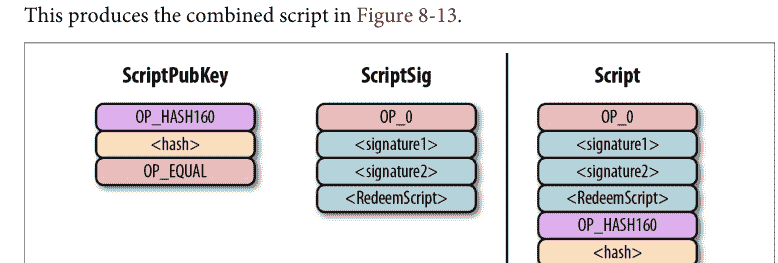 This produces the combined script in Figure 8-13.
ScriptPubKey
OP_HASH160
<hash>
OP_EQUAL
ScriptSig
OP_0
<signature1>
<signature2>
<RedeemScript>
Script
OP_0
<signature1>
<signature2>
<RedeemScript>
OP_HASH160
<hash>